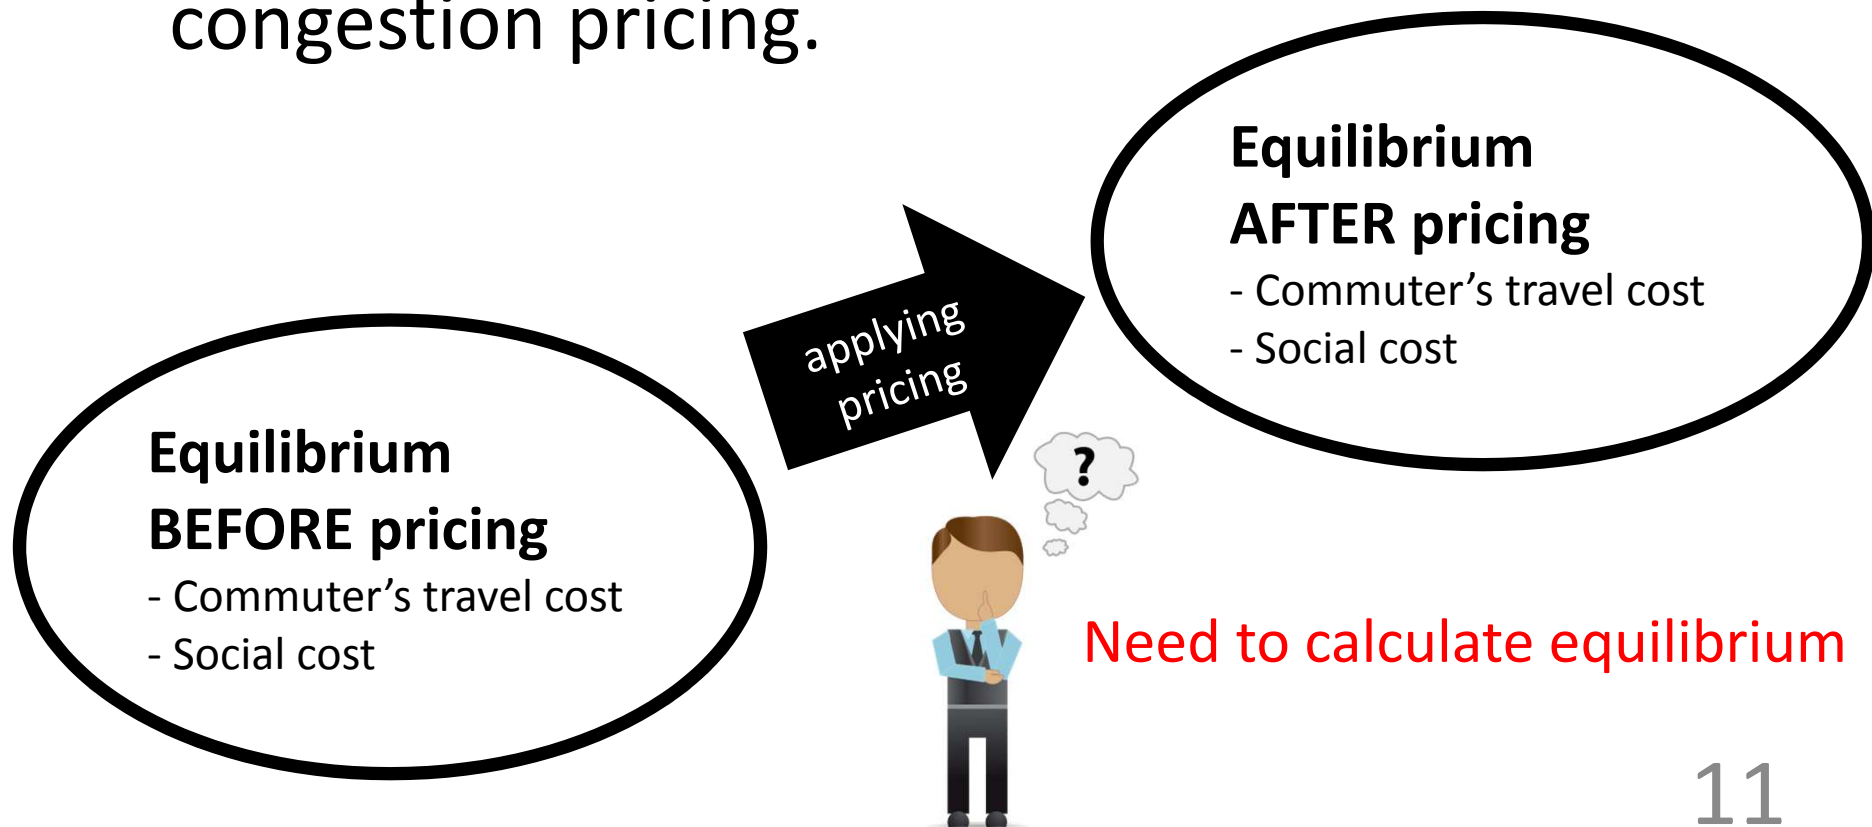 congestion pricing.
Equilibrium
AFTER pricing
- Commuter’s travel cost
- Social cost
applying
pricing
Equilibrium
BEFORE pricing
- Commuter’s travel cost
- Social cost
?
Need to calculate equilibrium
11